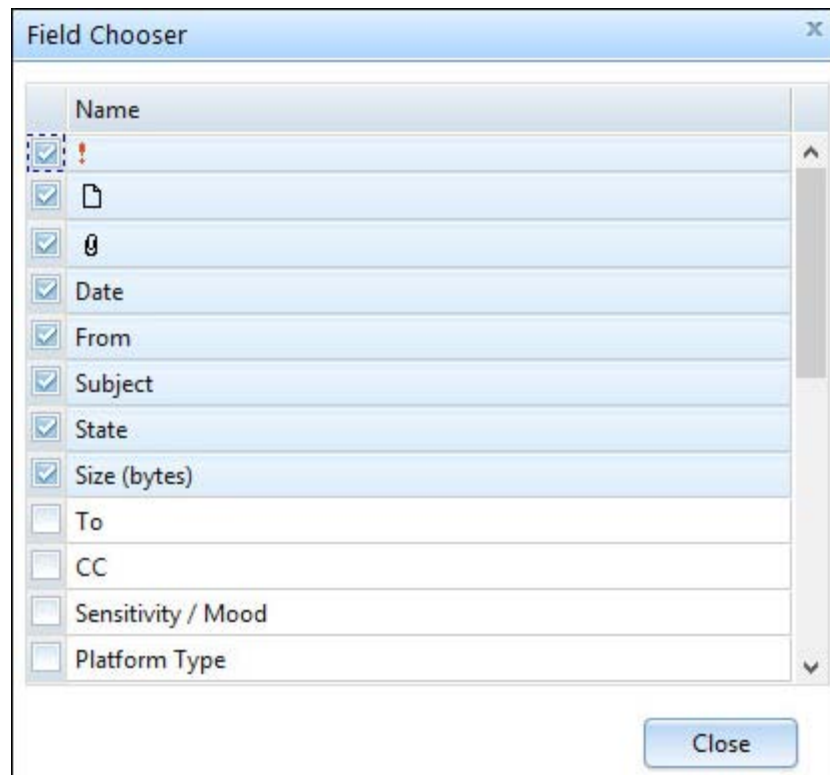 Field Chooser
Name
!
Date
From
Subject
State
Size (bytes)
To
CC
Sensitivity / Mood
Platform Type
Close